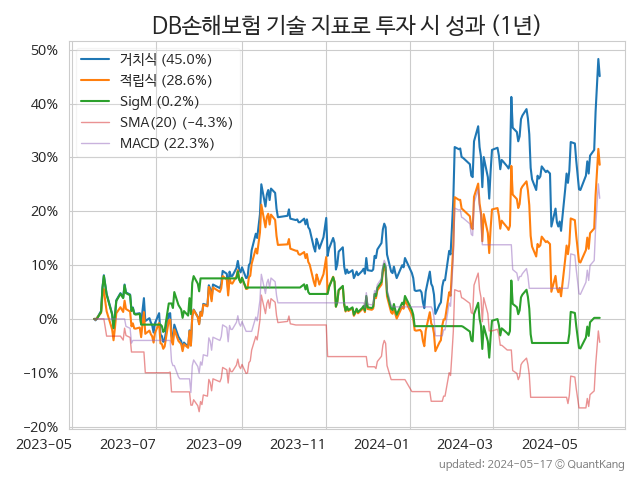 DB손해보험 기술 지표로 투자 시 성과 (1년)
50%
40%
30%
20%
10%
0%
−10%
−20%
거치식 (45.0%)
적립식 (28.6%)
SigM (0.2%)
SMA(20) (−4.3%)
MACD (22.3%)
2023-05 2023-07 2023-09 2023-11 2024-01 2024-03 2024-05
updated: 2024-05-17 © QuantKang